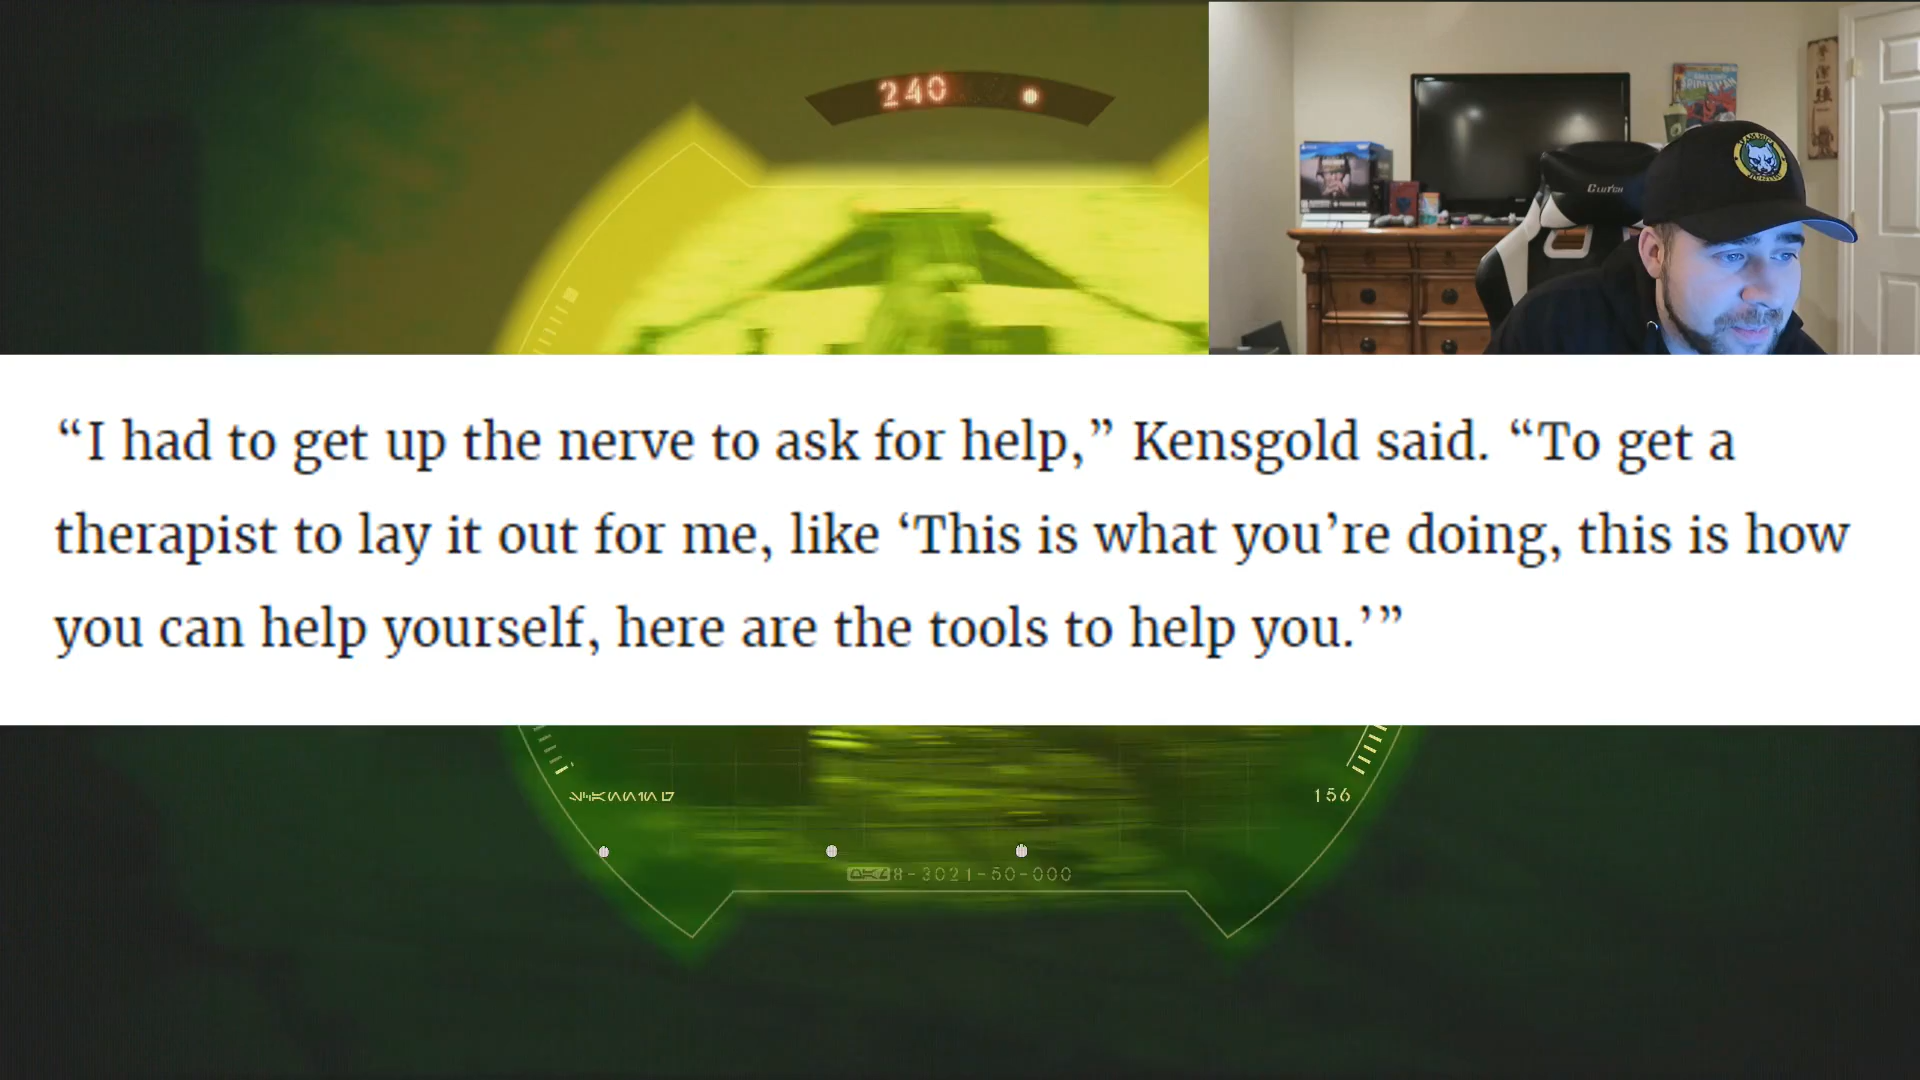 240
CLUTCH
“I had to get up the nerve to ask for help,” Kensgold said. “To get a
therapist to lay it out for me, like ‘This is what you’re doing, this is how
you can help yourself, here are the tools to help you.’”
156
8-3021-50-000